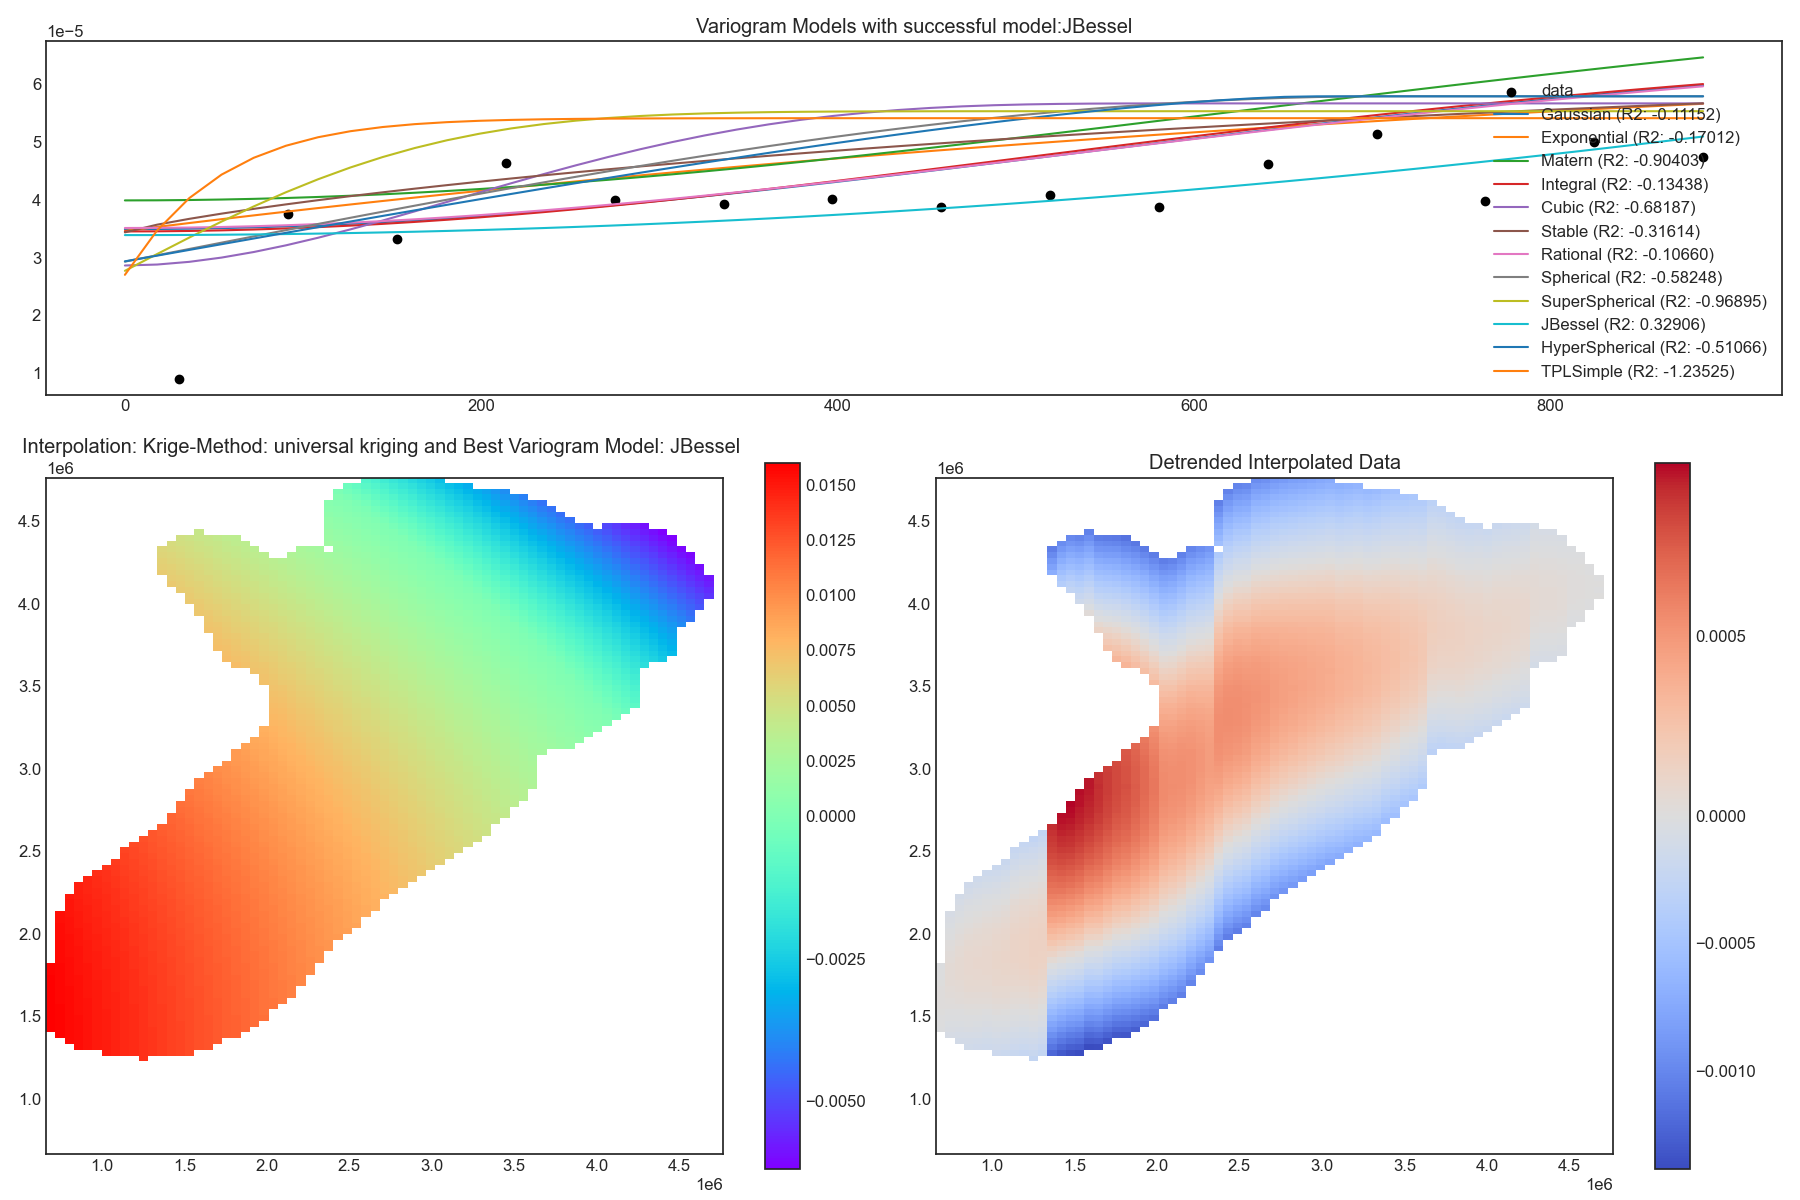 Variogram Models with successful model:JBessel
1e−5
6
5
4
3
2
1
0
200
400
600
800
data
Gaussian (R2: -0.11152)
Exponential (R2: -0.17012)
Matern (R2: -0.90403)
Integral (R2: -0.13438)
Cubic (R2: -0.68187)
Stable (R2: -0.31614)
Rational (R2: -0.10660)
Spherical (R2: -0.58248)
SuperSpherical (R2: -0.96895)
JBessel (R2: 0.32906)
HyperSpherical (R2: -0.51066)
TPLSimple (R2: -1.23525)
Interpolation: Krige-Method: universal kriging and Best Variogram Model: JBessel
1e6
4.5
4.0
3.5
3.0
2.5
2.0
1.5
1.0
1.0 1.5 2.0 2.5 3.0 3.5 4.0 4.5
1e6
0.0150
0.0125
0.0100
0.0075
0.0050
0.0025
0.0000
−0.0025
−0.0050
Detrended Interpolated Data
1e6
4.5
4.0
3.5
3.0
2.5
2.0
1.5
1.0
1.0 1.5 2.0 2.5 3.0 3.5 4.0 4.5
1e6
0.0005
0.0000
−0.0005
−0.0010